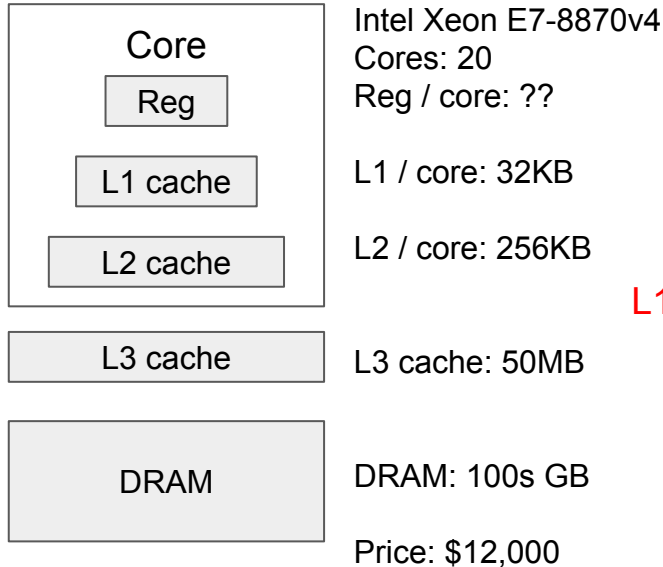 Core
Reg
L1 cache
L2 cache
L3 cache
DRAM
Intel Xeon E7-8870v4
Cores: 20
Reg / core: ??
L1 / core: 32KB
L2 / core: 256KB
L1
L3 cache: 50MB
DRAM: 100s GB
Price: $12,000